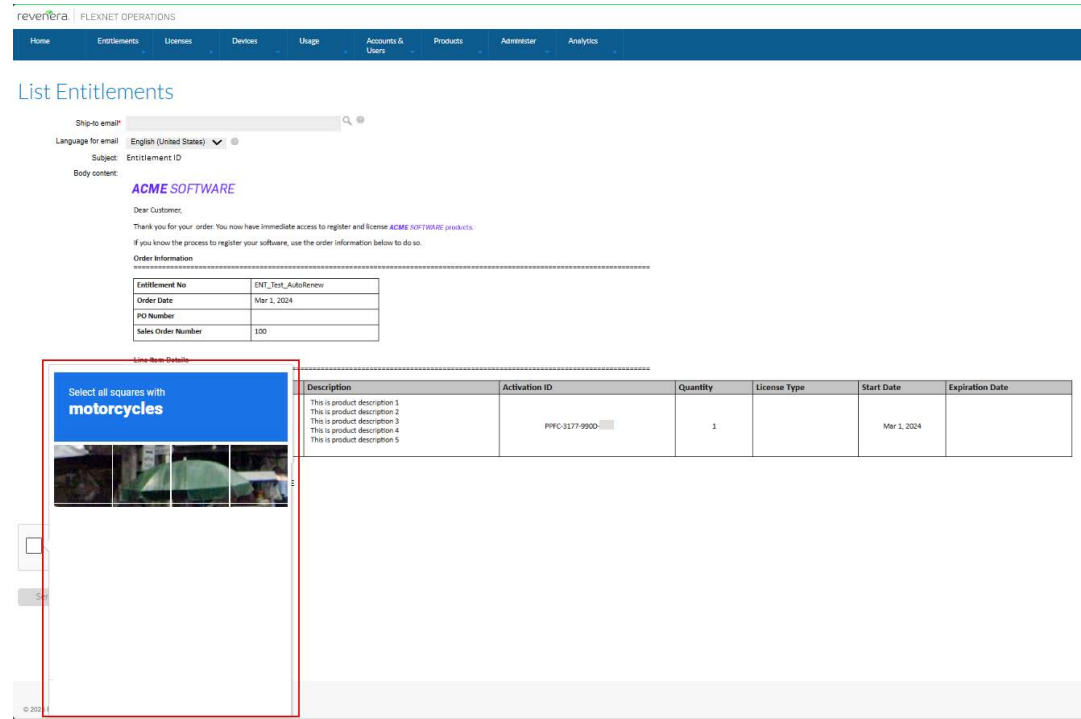 revenera. FLEXNET OPERATIONS
Home Entitlements Licenses Devices Usage Accounts & Users Products Administer Analytics
List Entitlements
Ship-to email*
Language for email English (United States)
Subject: Entitlement ID
Body content:
ACME SOFTWARE
Dear Customer,
Thank you for your order. You now have immediate access to register and license ACME SOFTWARE products.
If you know the process to register your software, use the order information below to do so.
Order Information
Entitlement No ENT_Test_AutoRenew
Order Date Mar 1, 2024
PO Number
Sales Order Number 100
Line Item Details
Description Activation ID Quantity License Type Start Date Expiration Date
This is product description 1
This is product description 2
This is product description 3
This is product description 4
This is product description 5
PPFC-3177-990D- 1 Mar 1, 2024
Select all squares with
motorcycles